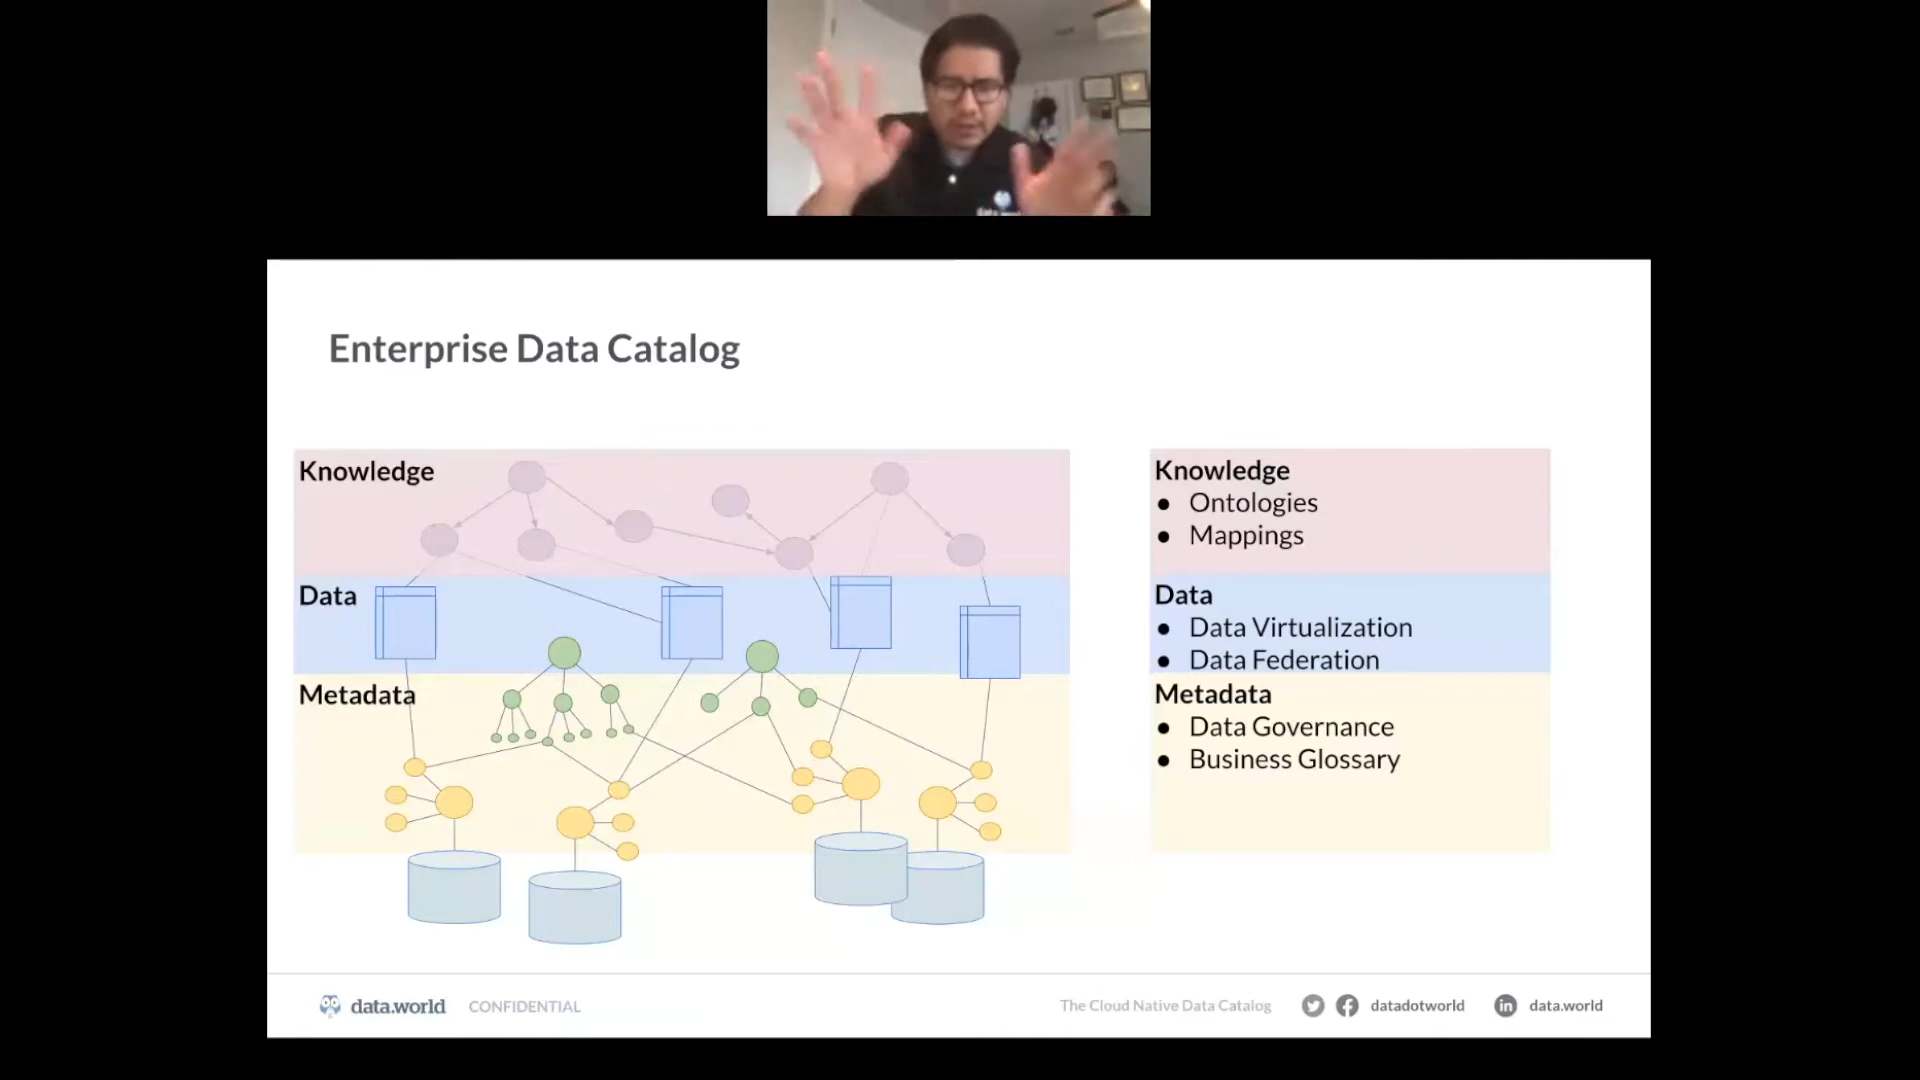 Enterprise Data Catalog
Knowledge
Data
Metadata
Knowledge
● Ontologies
● Mappings
Data
● Data Virtualization
● Data Federation
Metadata
● Data Governance
● Business Glossary
data.world CONFIDENTIAL
The Cloud Native Data Catalog
datadotworld
in data.world